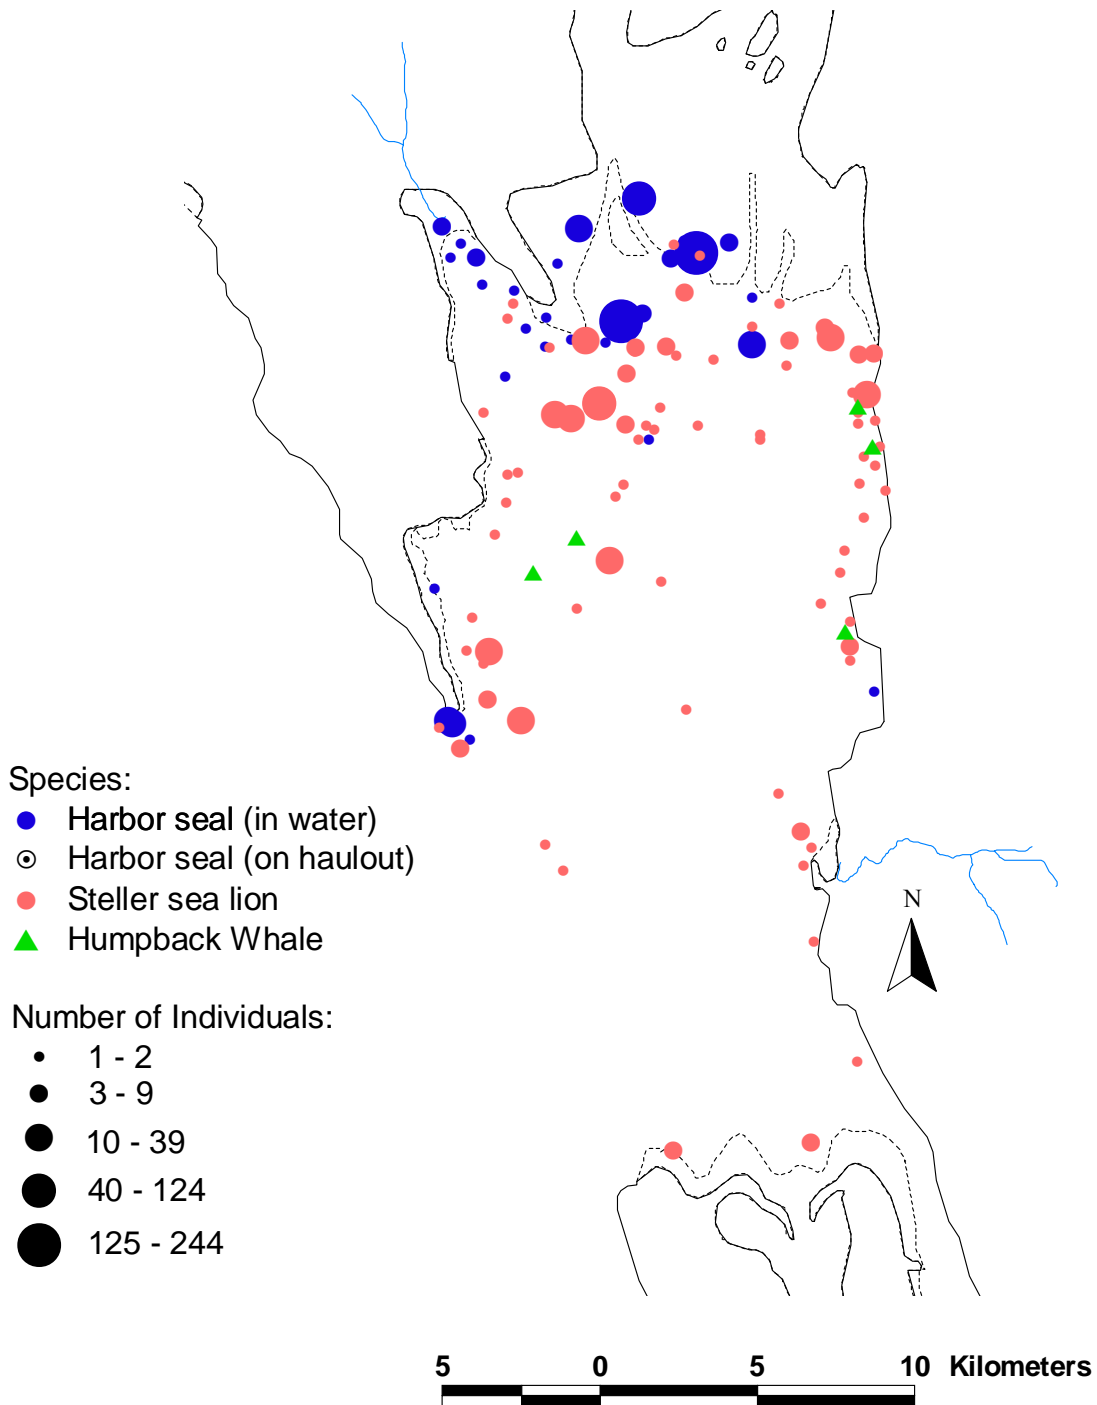 Species:
Harbor seal (in water)
Harbor seal (on haulout)
Steller sea lion
Humpback Whale
N
Number of Individuals:
1 - 2
3 - 9
10 - 39
40 - 124
125 - 244
5 0 5 10 Kilometers